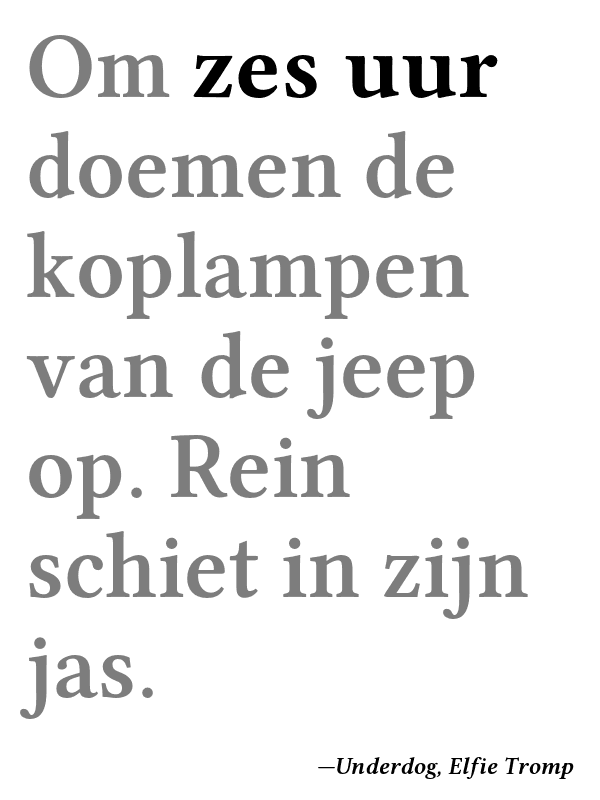 Om zes uur
doemen de
koplampen
van de jeep
op. Rein
schiet in zijn
jas.
—Underdog, Elfie Tromp